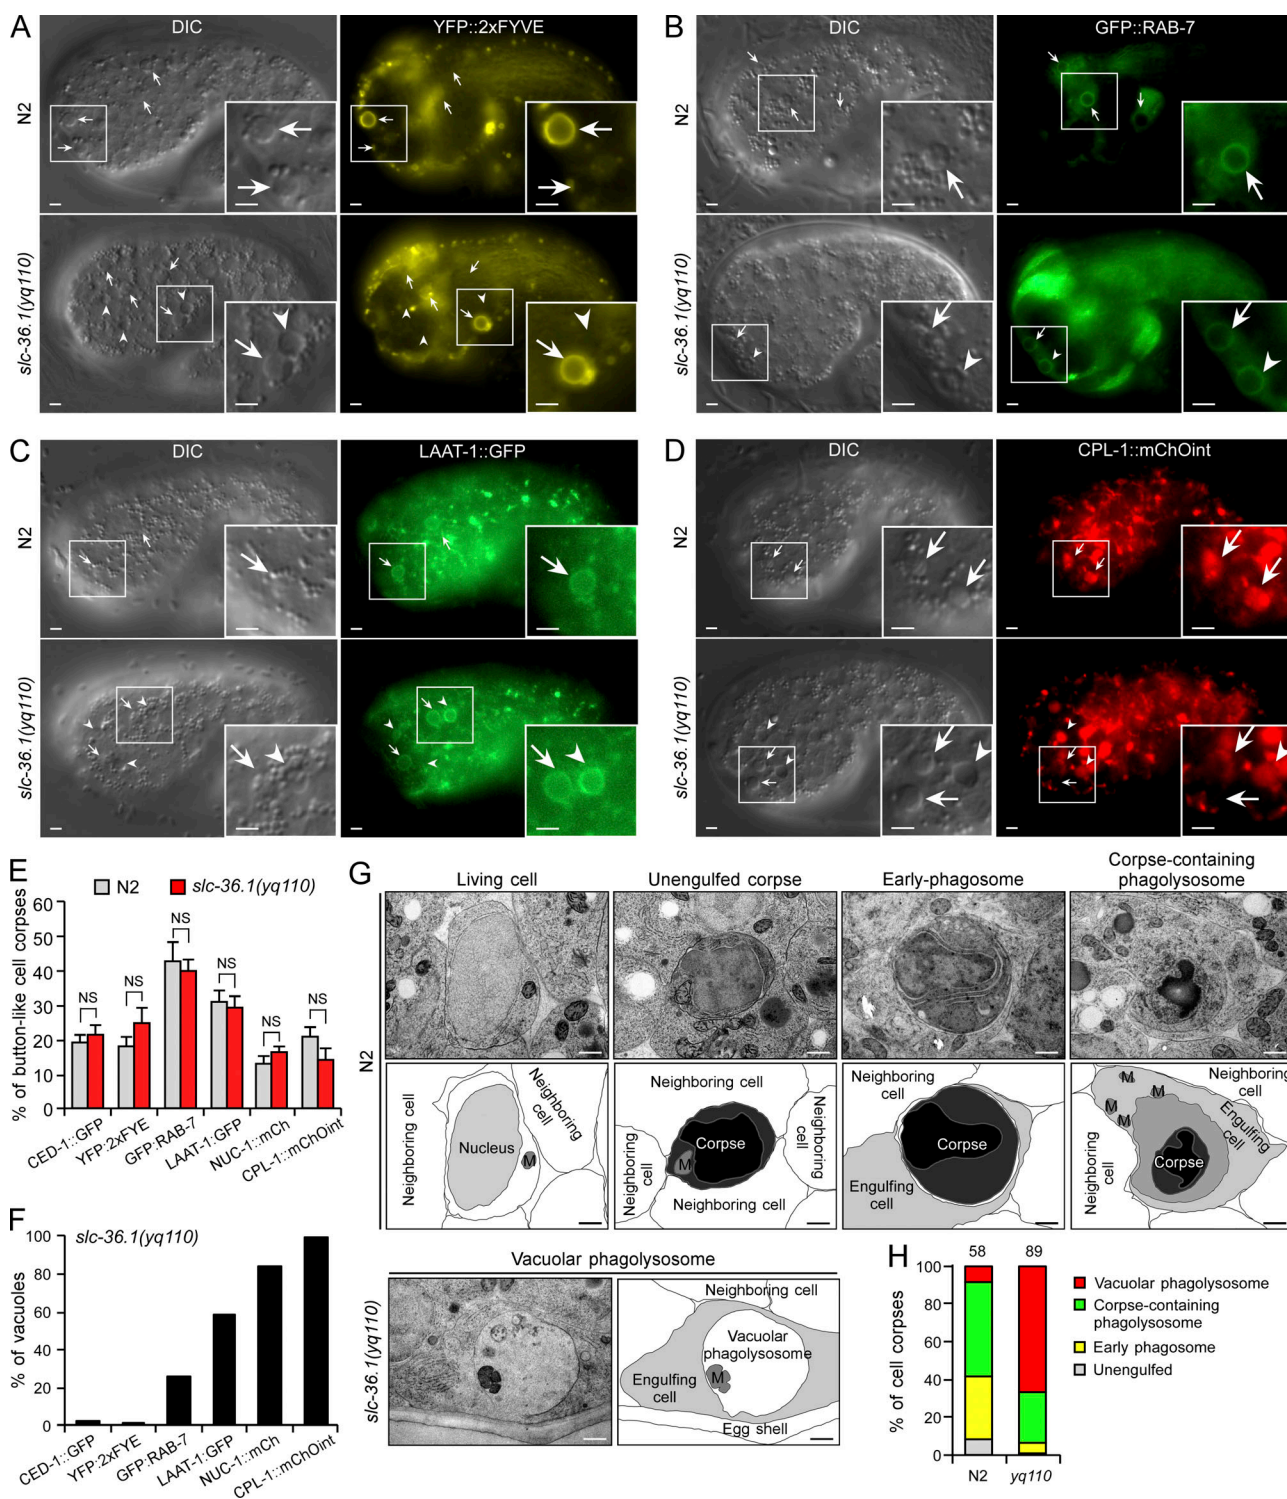 A
DIC
YFP::2xFYVE
N2
slc-36.1(yq110)
B
DIC
GFP::RAB-7
N2
slc-36.1(yq110)
C
DIC
LAAT-1::GFP
N2
slc-36.1(yq110)
D
DIC
CPL-1::mChOint
N2
slc-36.1(yq110)
E
N2
slc-36.1(yq110)
% of button-like cell corpses
60
50
40
30
20
10
0
NS
NS
NS
NS
NS
NS
CED-1::GFP
YFP:2xFYE
GFP:RAB-7
LAAT-1:GFP
NUC-1::mCh
CPL-1::mChOint
F
slc-36.1(yq110)
% of vacuoles
100
80
60
40
20
0
CED-1::GFP
YFP:2xFYE
GFP:RAB-7
LAAT-1:GFP
NUC-1::mCh
CPL-1::mChOint
G
Living cell
Unengulfed corpse
Early-phagosome
Corpse-containing
phagolysosome
N2
Neighboring cell
Nucleus
M
Neighboring
cell
Neighboring cell
Neighboring
cell
M
Corpse
Neighboring
cell
Neighboring cell
Neighboring
cell
Corpse
Engulfing
cell
M
M
M
M
Neighboring
cell
Engulfing
cell
Corpse
Neighboring
cell
Vacuolar phagolysosome
slc-36.1(yq110)
Neighboring cell
Vacuolar
phagolysosome
M
Engulfing
cell
Egg shell
H
58
89
% of cell corpses
100
80
60
40
20
0
N2
yq110
Vacuolar phagolysosome
Corpse-containing
phagolysosome
Early phagosome
Unengulfed